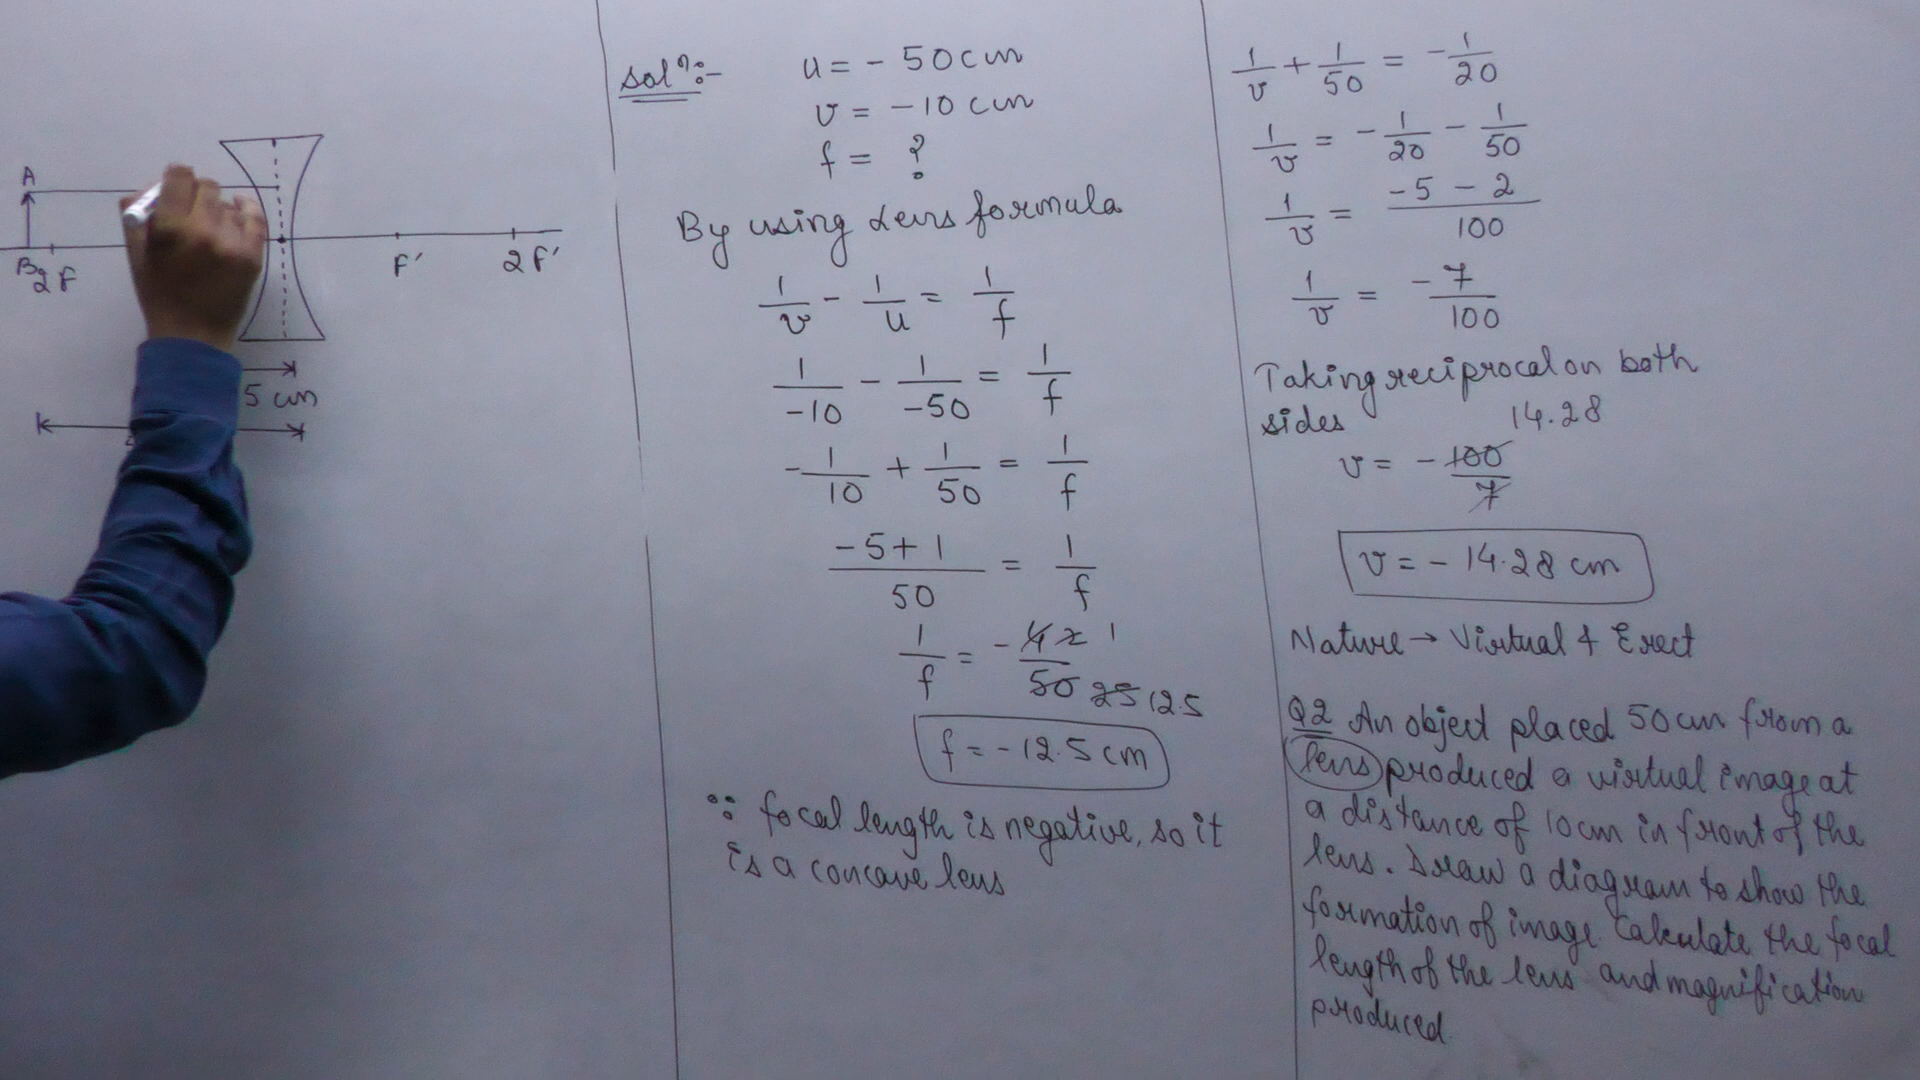 A
B
2F
F′
2F′
5 cm
Solⁿ:-
u = - 50cm
v = -10 cm
f = ?
By using Lens formula
1/v - 1/u = 1/f
1/-10 - 1/-50 = 1/f
-1/10 + 1/50 = 1/f
-5+1/50 = 1/f
1/f = -4 2 1/50 25 12.5
f = -12.5 cm
∵ focal length is negative, so it
is a concave lens
1/v + 1/50 = -1/20
1/v = -1/20 - 1/50
1/v = -5 - 2/100
1/v = -7/100
Taking reciprocal on both
sides 14.28
v = -100/7
v = - 14.28 cm
Nature → Virtual & Erect
Q2 An object placed 50cm from a
lens produced a virtual image at
a distance of 10cm in front of the
lens. Draw a diagram to show the
formation of image. Calculate the focal
length of the lens and magnification
produced.